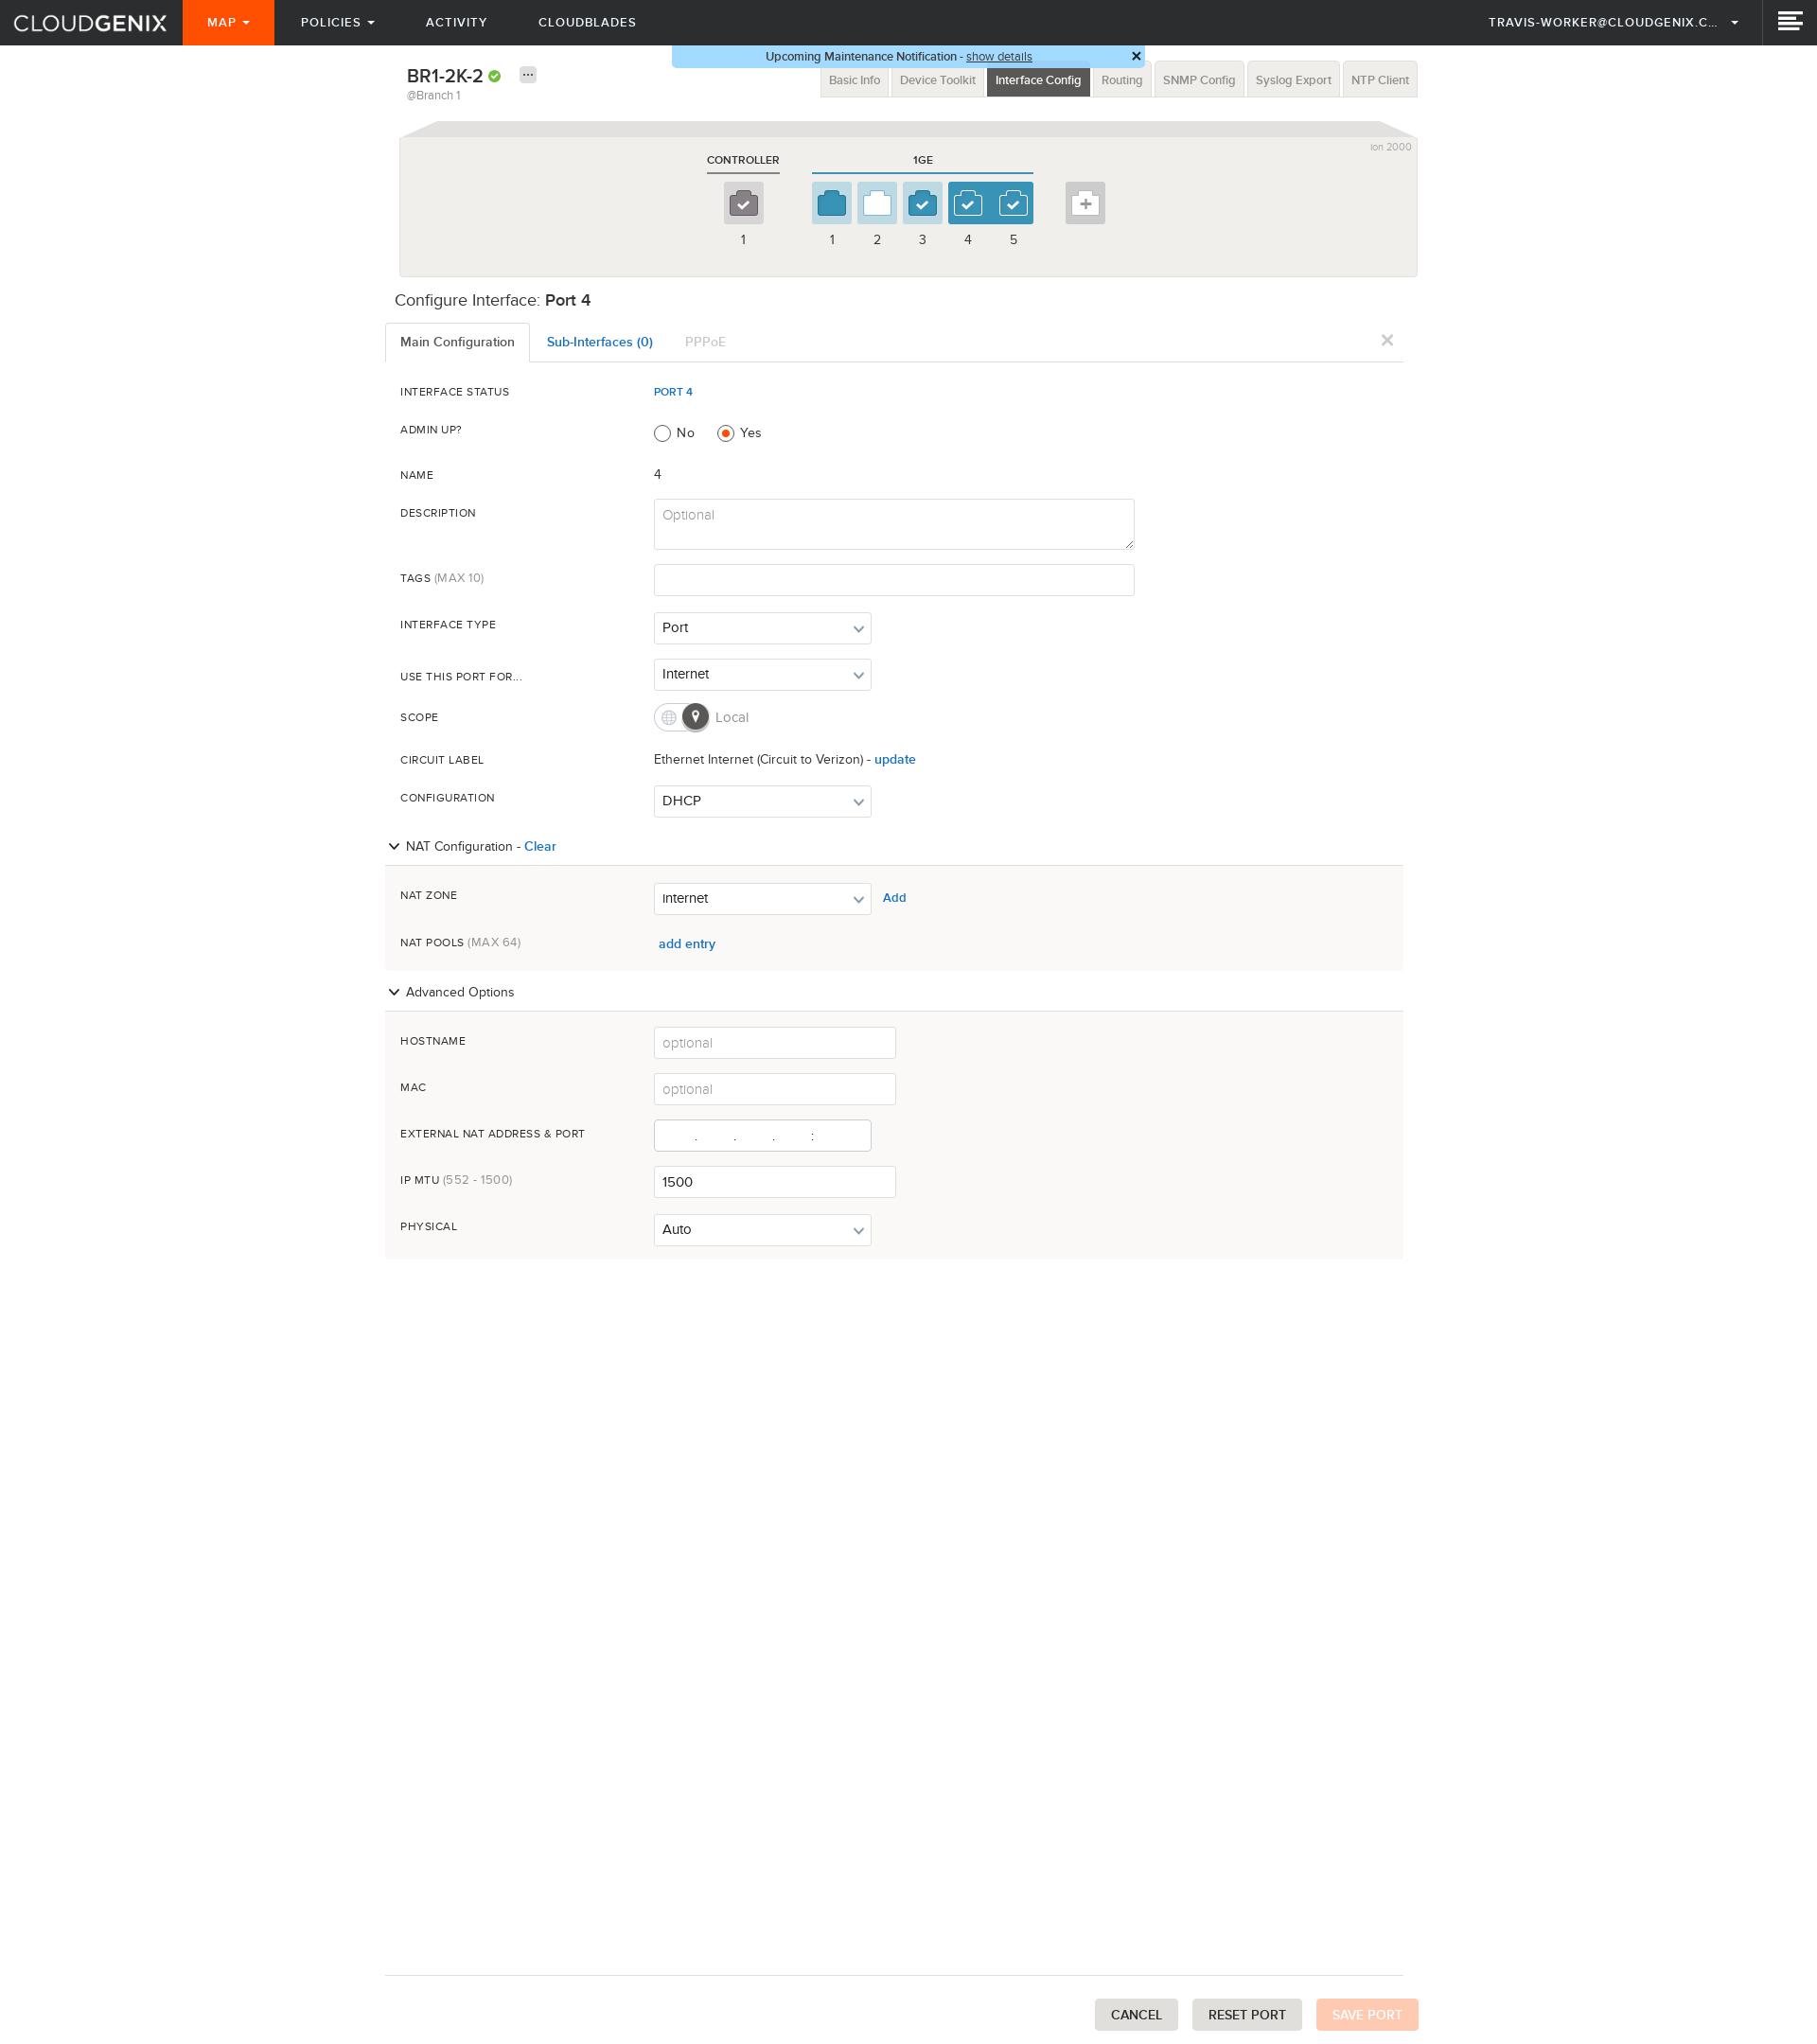 CLOUDGENIX MAP POLICIES ACTIVITY CLOUDBLADES TRAVIS-WORKER@CLOUDGENIX.C...
Upcoming Maintenance Notification - show details
BR1-2K-2
@Branch 1
Basic Info Device Toolkit Interface Config Routing SNMP Config Syslog Export NTP Client
ion 2000
CONTROLLER 1GE
1 1 2 3 4 5
Configure Interface: Port 4
Main Configuration Sub-Interfaces (0) PPPoE
INTERFACE STATUS PORT 4
ADMIN UP? No Yes
NAME 4
DESCRIPTION Optional
TAGS (MAX 10)
INTERFACE TYPE Port
USE THIS PORT FOR... Internet
SCOPE Local
CIRCUIT LABEL Ethernet Internet (Circuit to Verizon) - update
CONFIGURATION DHCP
NAT Configuration - Clear
NAT ZONE internet Add
NAT POOLS (MAX 64) add entry
Advanced Options
HOSTNAME optional
MAC optional
EXTERNAL NAT ADDRESS & PORT . . . :
IP MTU (552 - 1500) 1500
PHYSICAL Auto
CANCEL RESET PORT SAVE PORT